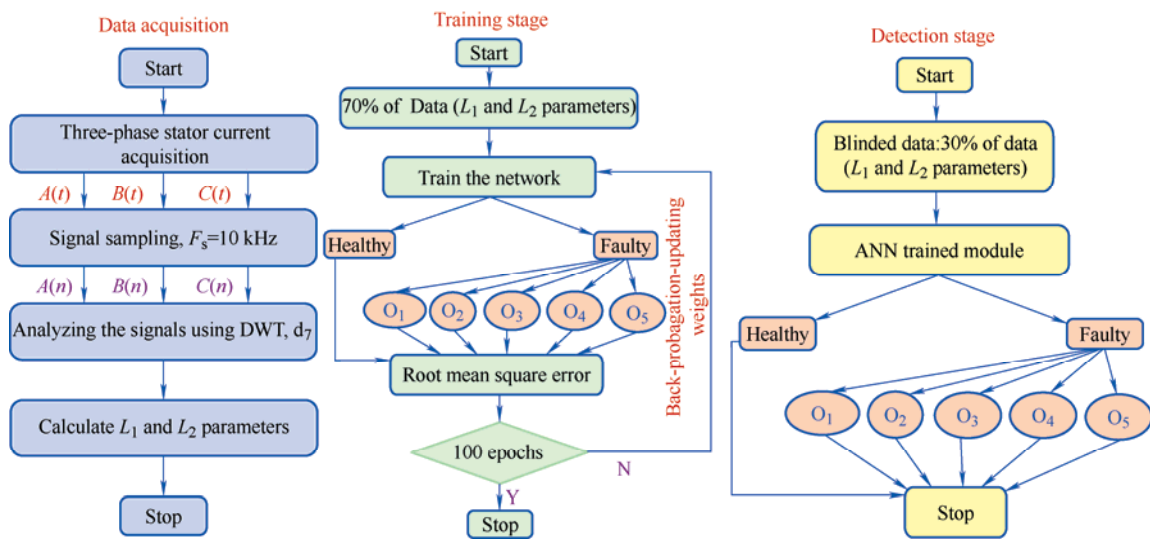 Data acquisition
Start
Three-phase stator current
acquisition
A(t) B(t) C(t)
Signal sampling, Fs=10 kHz
A(n) B(n) C(n)
Analyzing the signals using DWT, d7
Calculate L1 and L2 parameters
Stop
Training stage
Start
70% of Data (L1 and L2 parameters)
Train the network
Healthy
Faulty
O1 O2 O3 O4 O5
Root mean square error
100 epochs
N
Y
Stop
Back-propagation-updating
weights
Detection stage
Start
Blinded data:30% of data
(L1 and L2 parameters)
ANN trained module
Healthy
Faulty
O1 O2 O3 O4 O5
Stop